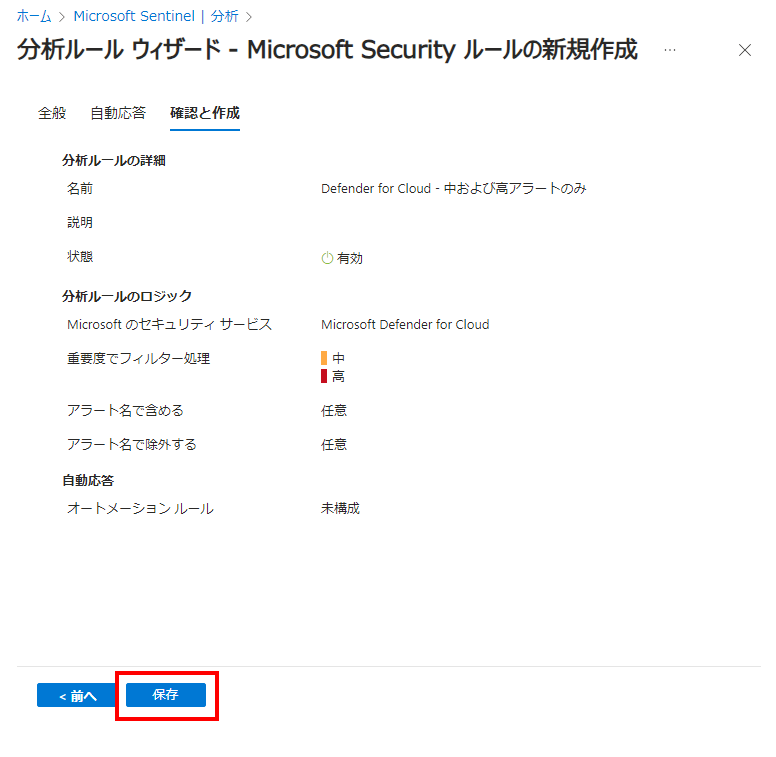 ホーム > Microsoft Sentinel | 分析 >
分析ルール ウィザード - Microsoft Security ルールの新規作成 …
全般 自動応答 確認と作成
分析ルールの詳細
名前 Defender for Cloud - 中および高アラートのみ
説明
状態 有効
分析ルールのロジック
Microsoft のセキュリティ サービス Microsoft Defender for Cloud
重要度でフィルター処理 中
高
アラート名で含める 任意
アラート名で除外する 任意
自動応答
オートメーション ルール 未構成
< 前へ 保存